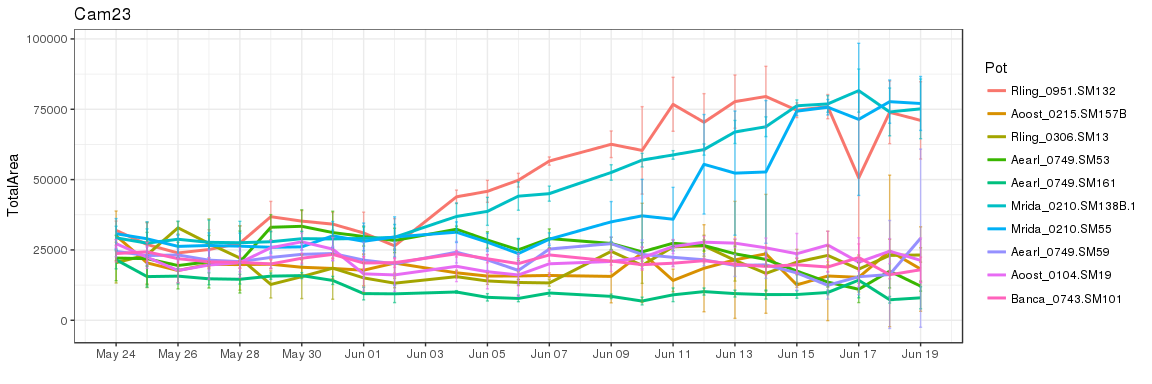 Cam23
TotalArea
100000
75000
50000
25000
0
May 24 May 26 May 28 May 30 Jun 01 Jun 03 Jun 05 Jun 07 Jun 09 Jun 11 Jun 13 Jun 15 Jun 17 Jun 19
Pot
Rling_0951.SM132
Aoost_0215.SM157B
Rling_0306.SM13
Aearl_0749.SM53
Aearl_0749.SM161
Mrida_0210.SM138B.1
Mrida_0210.SM55
Aearl_0749.SM59
Aoost_0104.SM19
Banca_0743.SM101